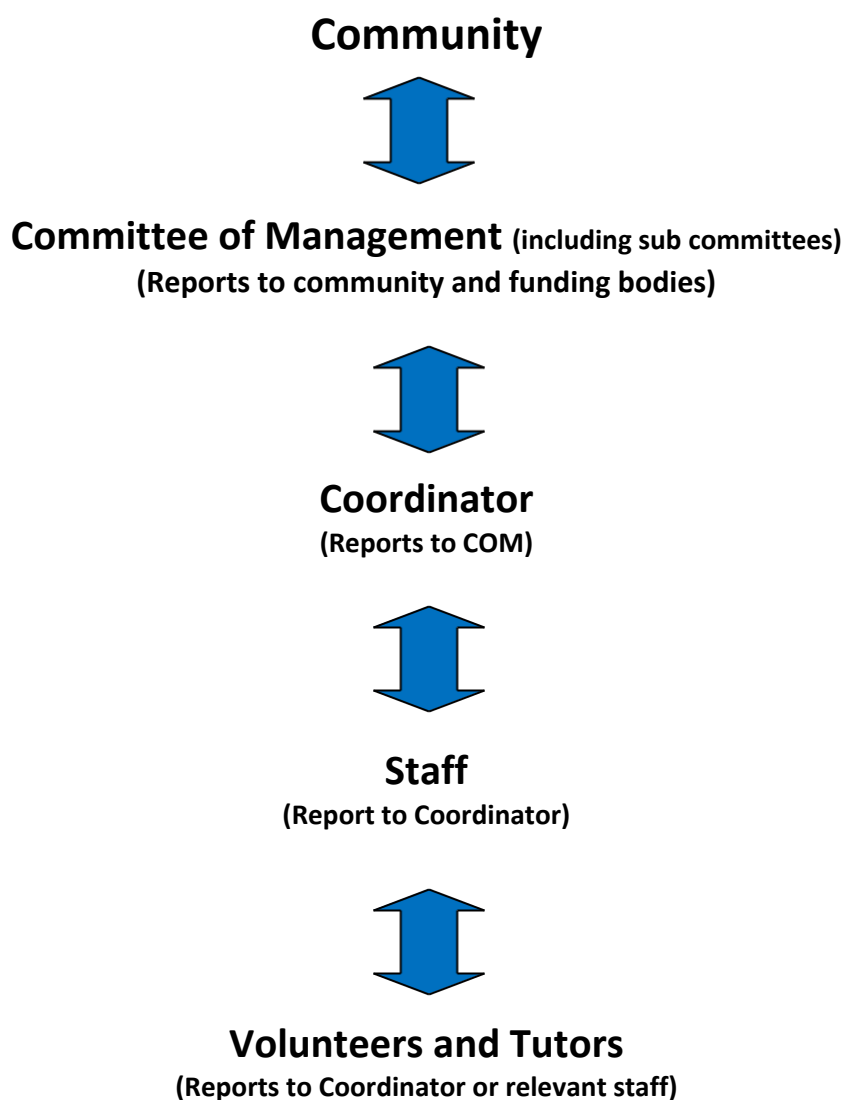 Community
Committee of Management (including sub committees)
(Reports to community and funding bodies)
Coordinator
(Reports to COM)
Staff
(Report to Coordinator)
Volunteers and Tutors
(Reports to Coordinator or relevant staff)